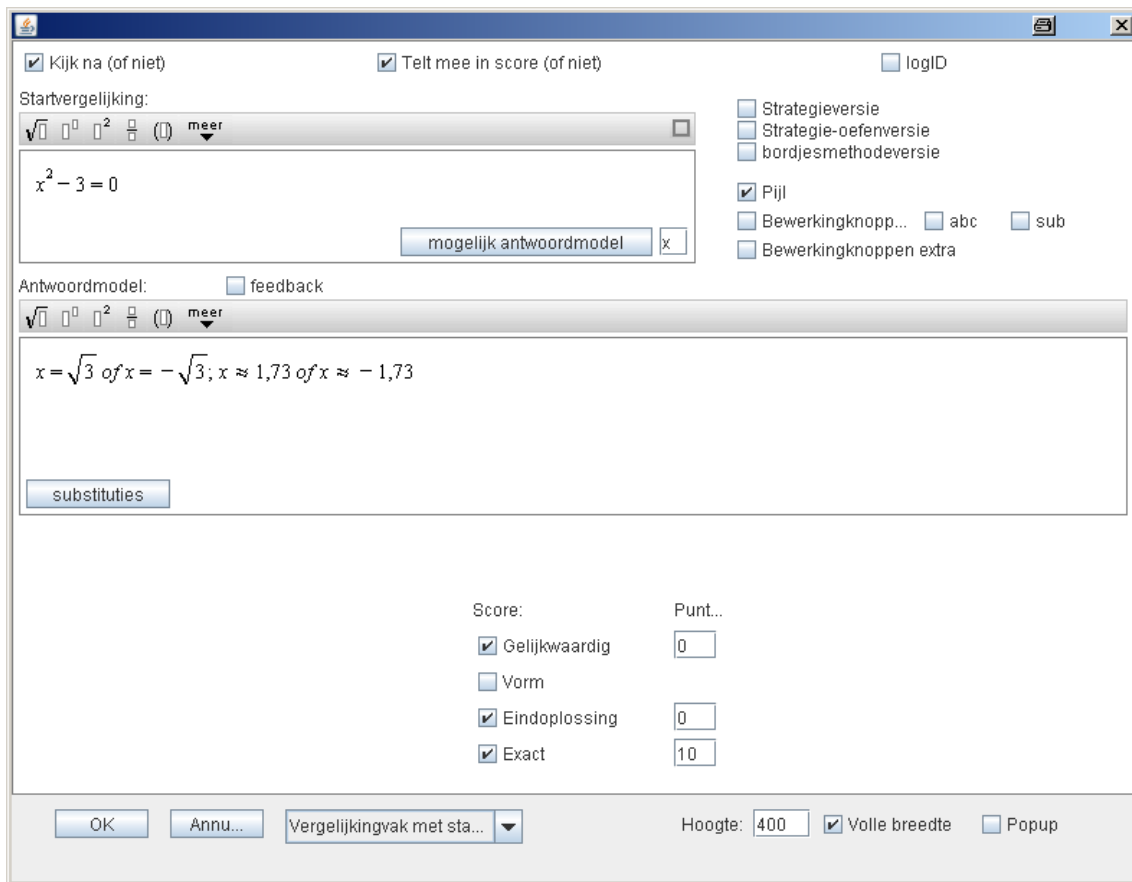 Kijk na (of niet) Telt mee in score (of niet) logID
Startvergelijking:
meer
x² − 3 = 0
mogelijk antwoordmodel x
Strategieversie
Strategie-oefenversie
bordjesmethodeversie
Pijl
Bewerkingknopp... abc sub
Bewerkingknoppen extra
Antwoordmodel: feedback
meer
x = √3 of x = −√3; x ≈ 1,73 of x ≈ −1,73
substituties
Score: Punt...
Gelijkwaardig 0
Vorm
Eindoplossing 0
Exact 10
OK Annu... Vergelijkingvak met sta... Hoogte: 400 Volle breedte Popup